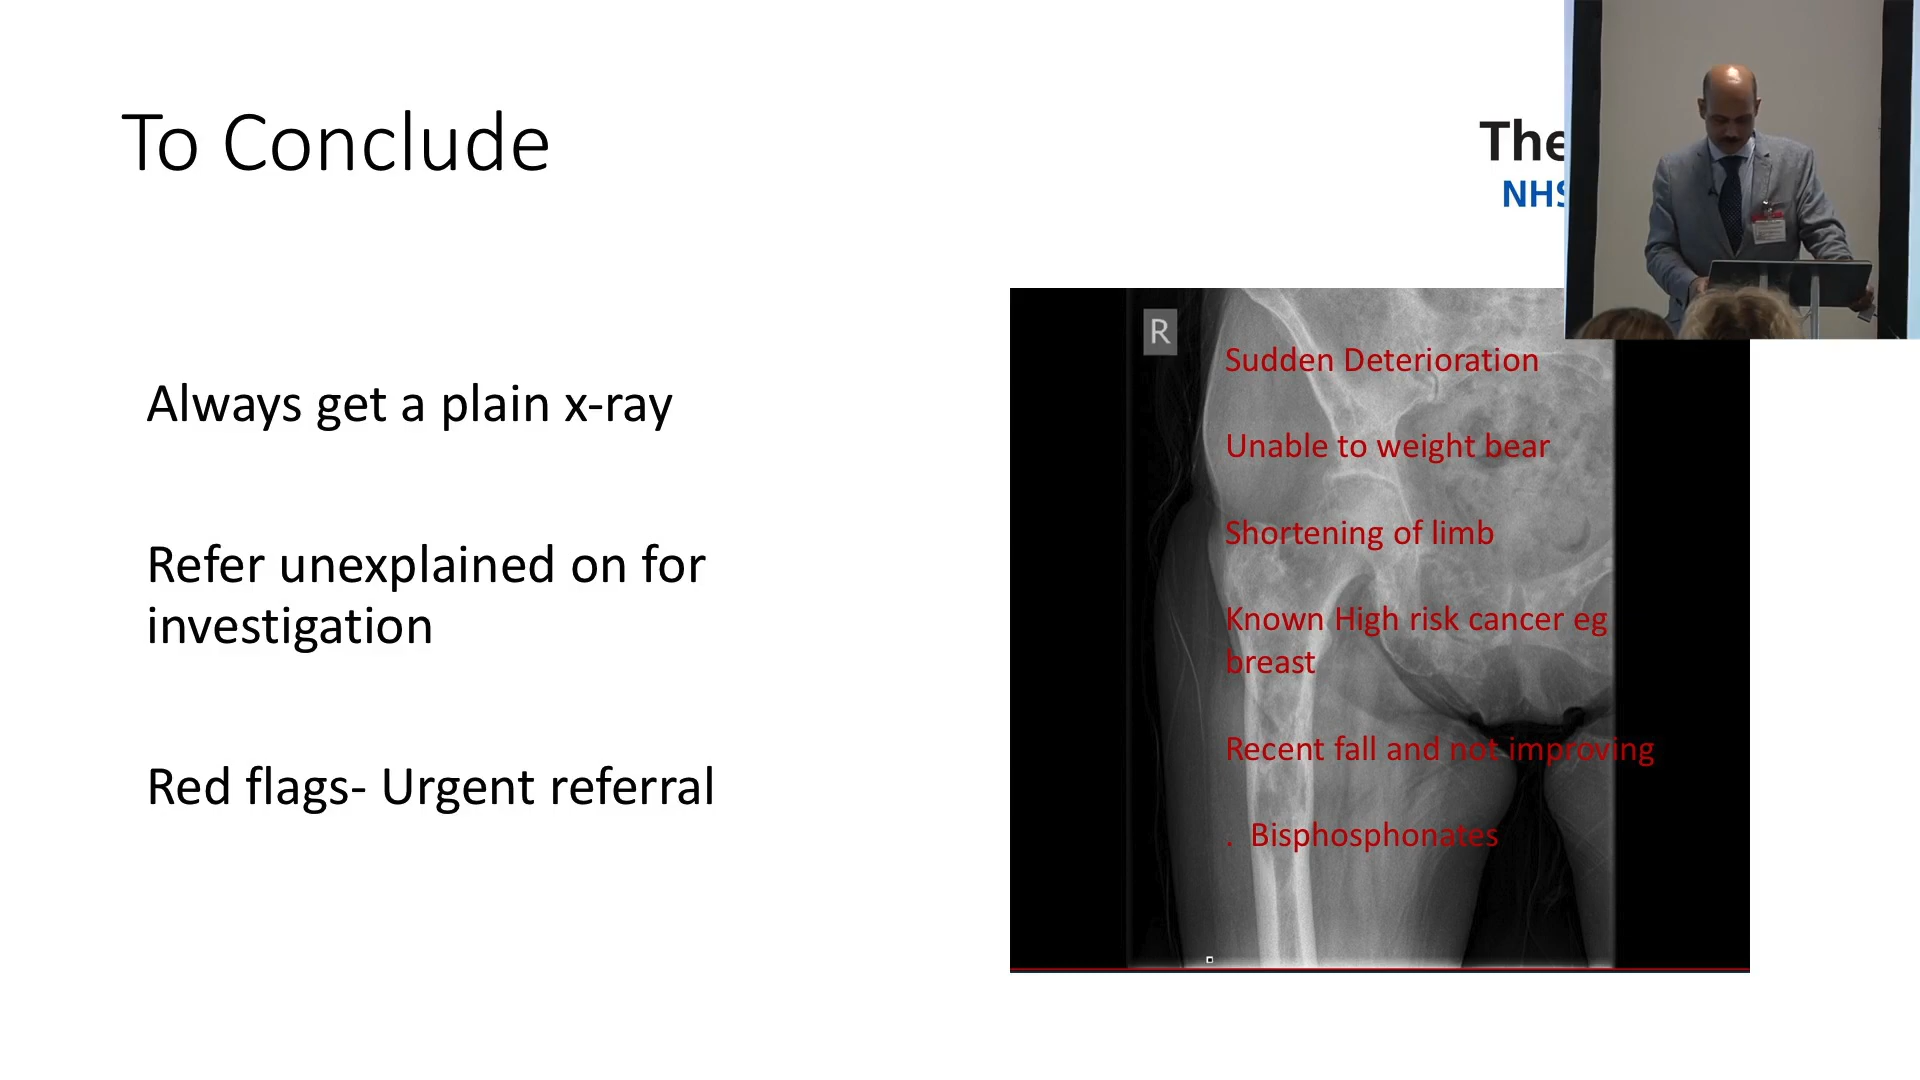 To Conclude
The
NHS
Always get a plain x-ray
Refer unexplained on for
investigation
Red flags- Urgent referral
R
Sudden Deterioration
Unable to weight bear
Shortening of limb
Known High risk cancer eg
breast
Recent fall and not improving
. Bisphosphonates